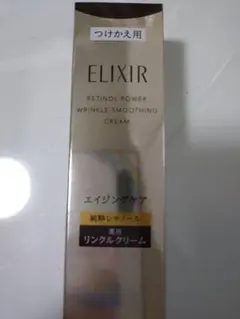 つけかえ用
ELIXIR
RETINOL POWER
WRINKLE SMOOTHING
CREAM
エイジングケア
純粋レチノール
薬用
リンクルクリーム